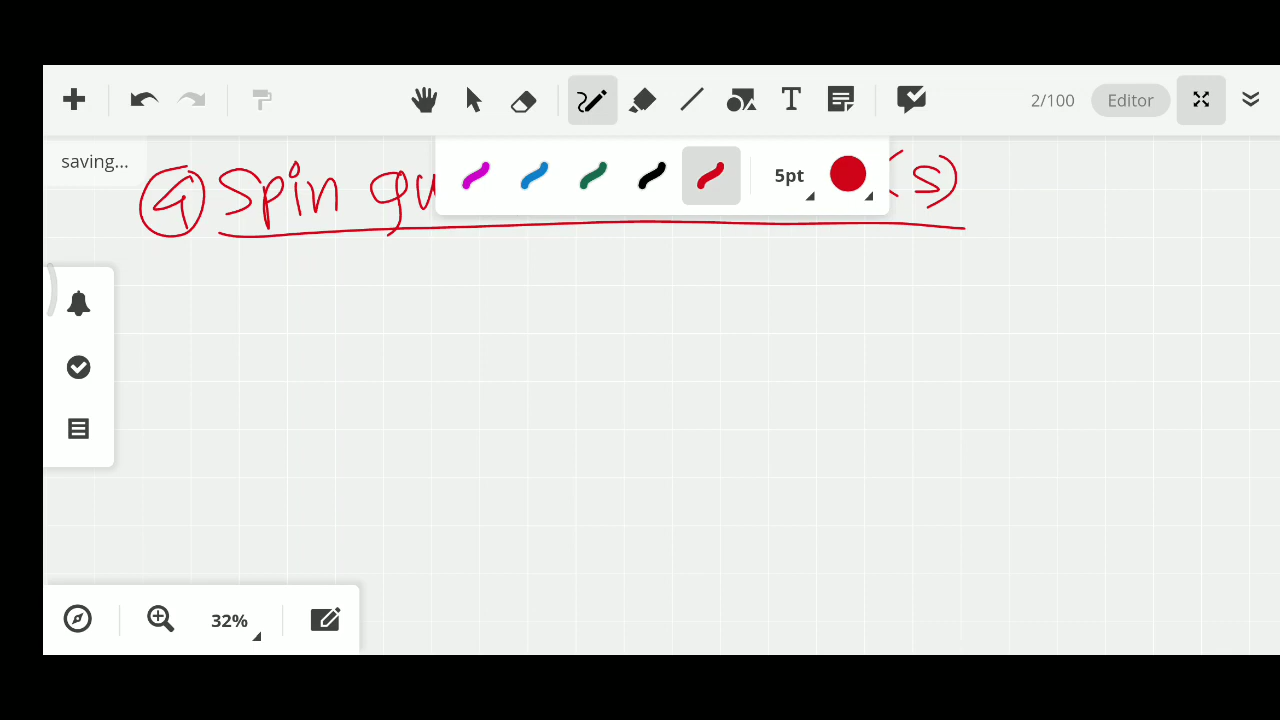 2/100 Editor
saving...
④ Spin qu (s)
5pt
32%